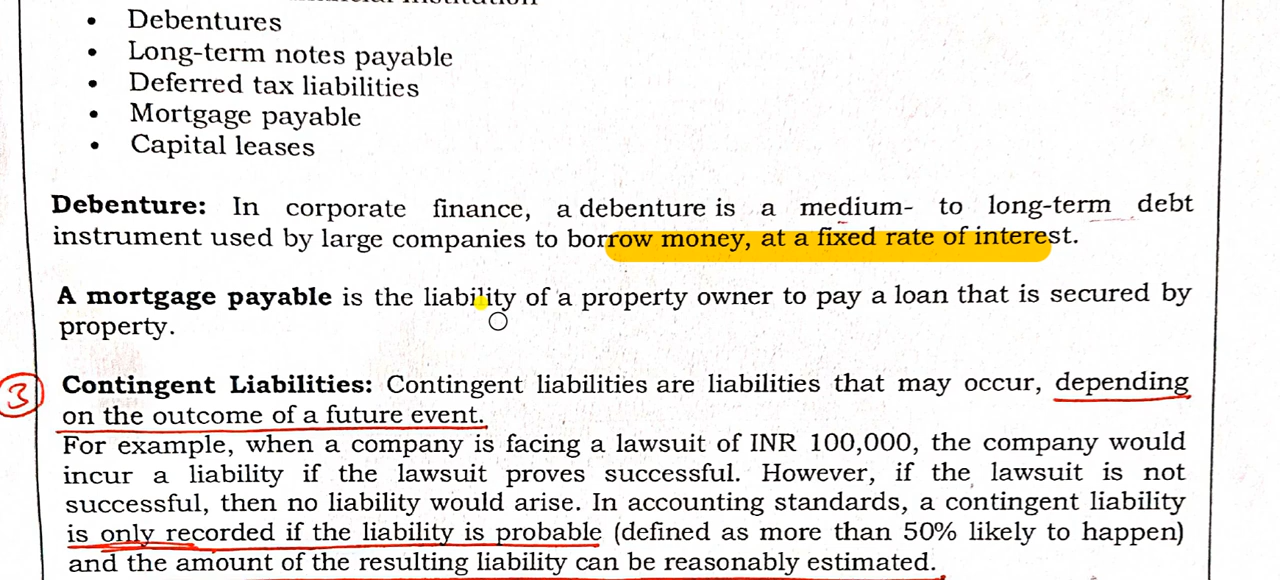 • Debentures
• Long-term notes payable
• Deferred tax liabilities
• Mortgage payable
• Capital leases
Debenture: In corporate finance, a debenture is a medium- to long-term debt
instrument used by large companies to borrow money, at a fixed rate of interest.
A mortgage payable is the liability of a property owner to pay a loan that is secured by
property.
3
Contingent Liabilities: Contingent liabilities are liabilities that may occur, depending
on the outcome of a future event.
For example, when a company is facing a lawsuit of INR 100,000, the company would
incur a liability if the lawsuit proves successful. However, if the lawsuit is not
successful, then no liability would arise. In accounting standards, a contingent liability
is only recorded if the liability is probable (defined as more than 50% likely to happen)
and the amount of the resulting liability can be reasonably estimated.